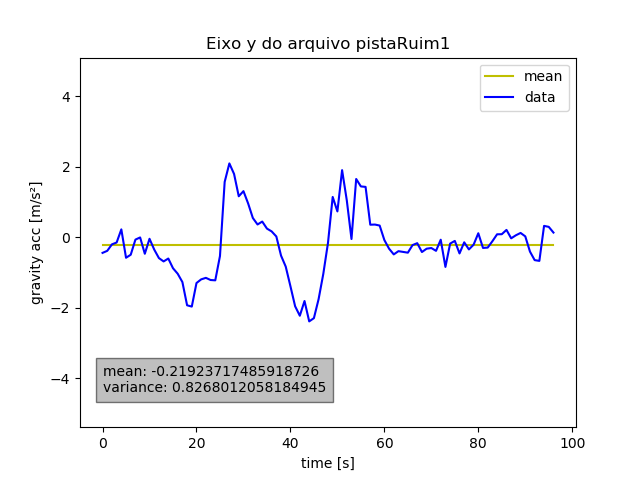 Eixo y do arquivo pistaRuim1
mean
data
gravity acc [m/s²]
4
2
0
−2
−4
mean: -0.21923717485918726
variance: 0.8268012058184945
0 20 40 60 80 100
time [s]